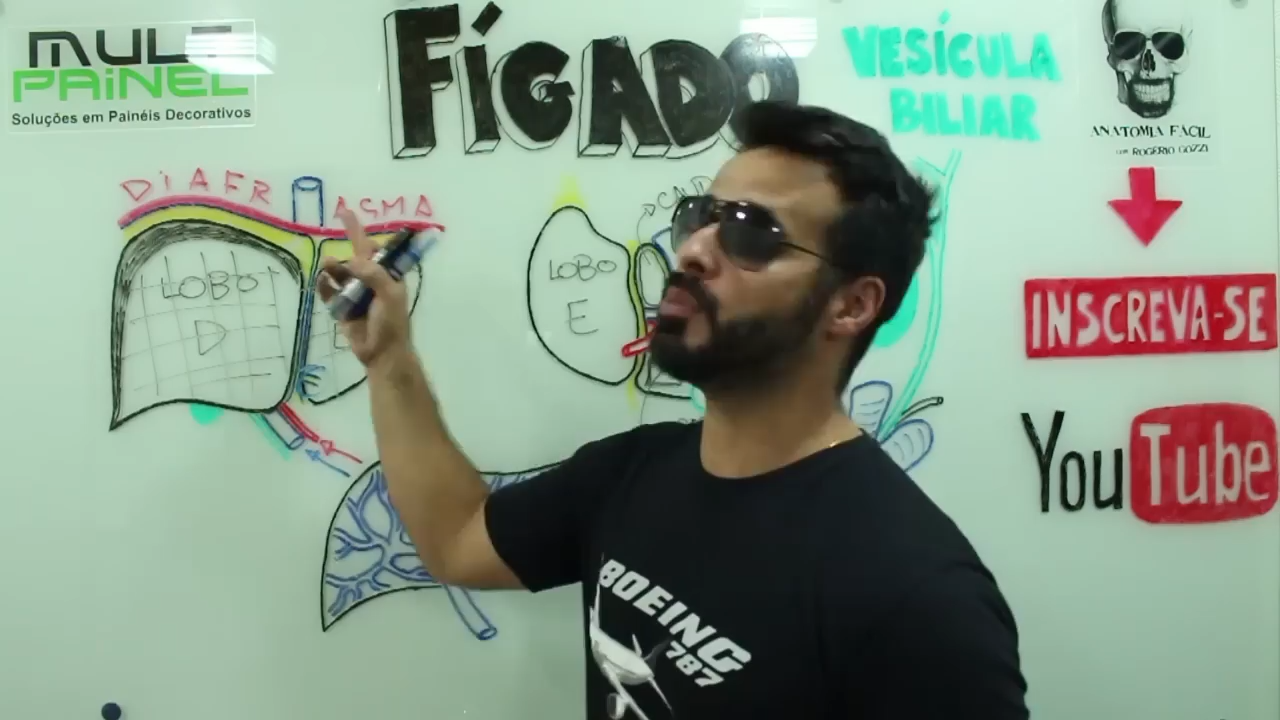 MULT
PAINEL
Soluções em Painéis Decorativos
FÍGADO
VESÍCULA
BILIAR
ANATOMIA FÁCIL
COM ROGÉRIO GOZZI
DIAFR AGMA
LOBO
D
LOBO
E
INSCREVA-SE
YouTube
BOEING
787